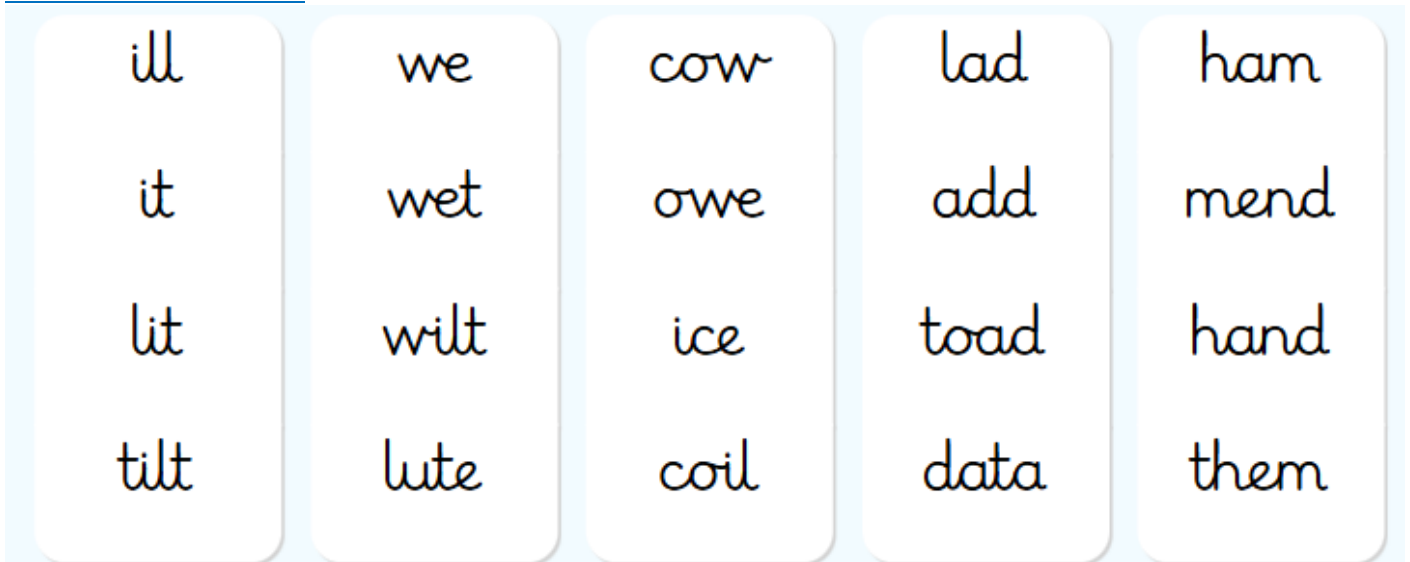 ill we cow lad ham
it wet owe add mend
lit wilt ice toad hand
tilt lute coil data them